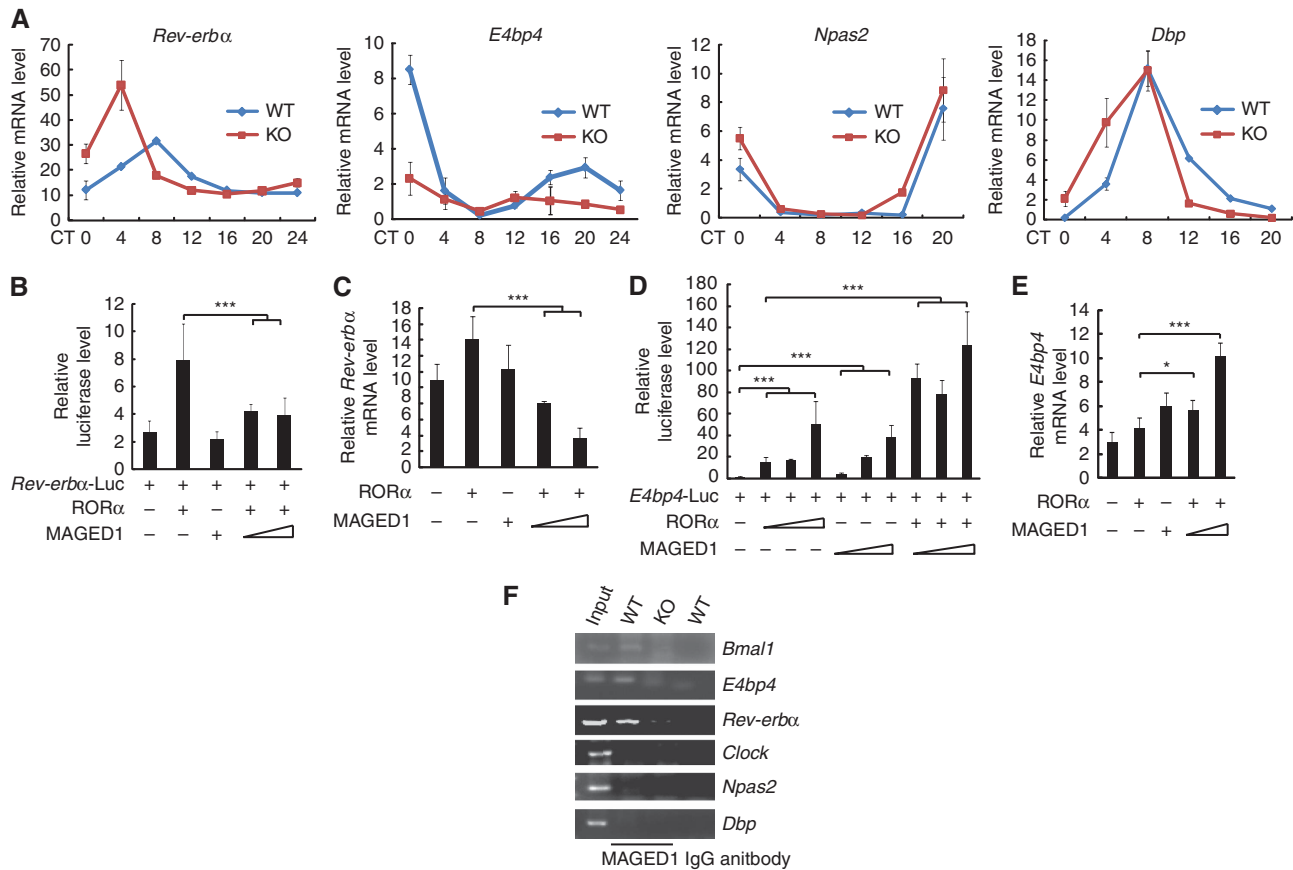 A
Rev-erbα
E4bp4
Npas2
Dbp
Relative mRNA level
70
60
50
40
30
20
10
0
WT
KO
CT 0 4 8 12 16 20 24
Relative mRNA level
10
8
6
4
2
0
WT
KO
CT 0 4 8 12 16 20 24
Relative mRNA level
12
10
8
6
4
2
0
WT
KO
CT 0 4 8 12 16 20
Relative mRNA level
18
16
14
12
10
8
6
4
2
0
WT
KO
CT 0 4 8 12 16 20
B
Relative
luciferase level
12
10
8
6
4
2
0
***
Rev-erbα-Luc + + + + +
RORα − + − + +
MAGED1 − − +
C
Relative Rev-erbα
mRNA level
18
16
14
12
10
8
6
4
2
0
***
RORα − + − + +
MAGED1 − − +
D
Relative
luciferase level
180
160
140
120
100
80
60
40
20
0
***
***
***
E4bp4-Luc + + + + + + + + + +
RORα − − − − + + +
MAGED1 − − − −
E
Relative E4bp4
mRNA level
14
12
10
8
6
4
2
0
***
*
RORα − + − + +
MAGED1 − − +
F
Input WT KO WT
Bmal1
E4bp4
Rev-erbα
Clock
Npas2
Dbp
MAGED1 IgG anitbody